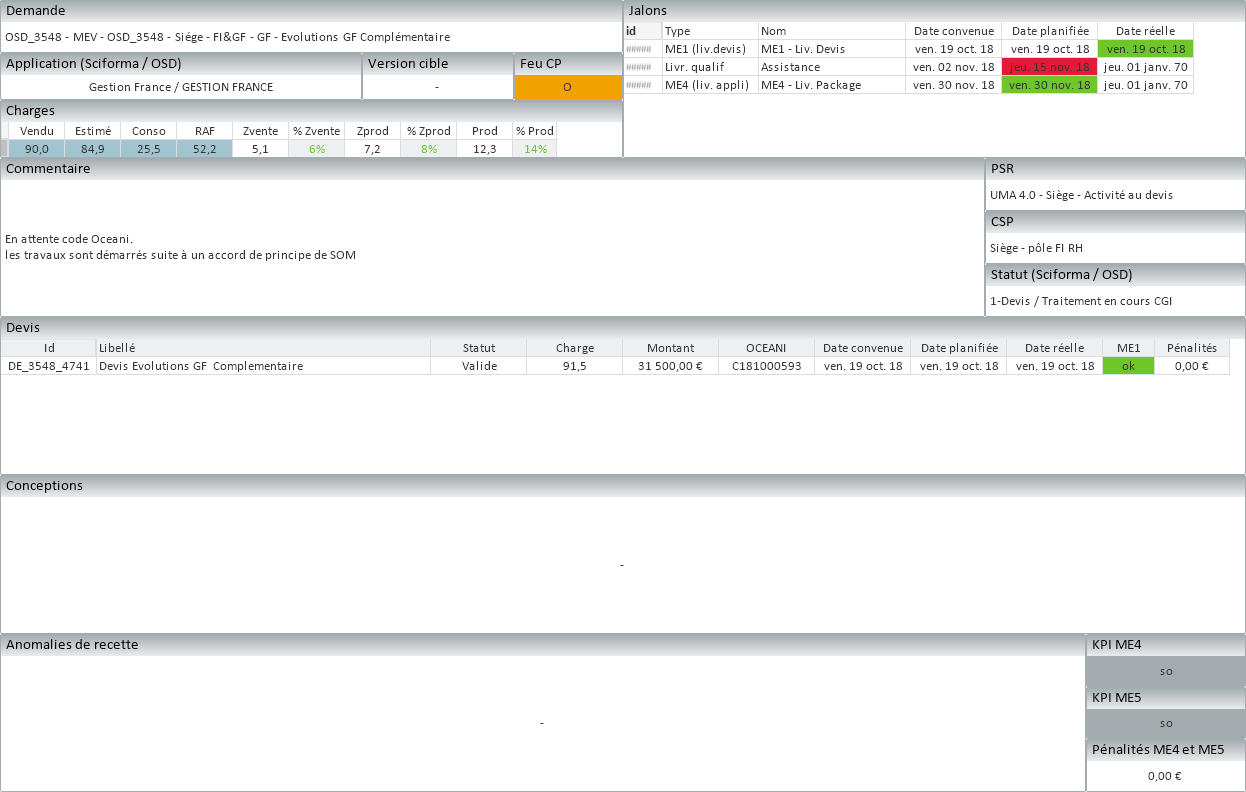 Demande
OSD_3548 - MEV - OSD_3548 - Siége - FI&GF - GF - Evolutions GF Complémentaire
Application (Sciforma / OSD) Version cible Feu CP
Gestion France / GESTION FRANCE - O
Charges
Vendu Estimé Conso RAF Zvente % Zvente Zprod % Zprod Prod % Prod
90,0 84,9 25,5 52,2 5,1 6% 7,2 8% 12,3 14%
Jalons
id Type Nom Date convenue Date planifiée Date réelle
##### ME1 (liv.devis) ME1 - Liv. Devis ven. 19 oct. 18 ven. 19 oct. 18 ven. 19 oct. 18
##### Livr. qualif Assistance ven. 02 nov. 18 jeu. 15 nov. 18 jeu. 01 janv. 70
##### ME4 (liv. appli) ME4 - Liv. Package ven. 30 nov. 18 ven. 30 nov. 18 jeu. 01 janv. 70
Commentaire
En attente code Oceani.
les travaux sont démarrés suite à un accord de principe de SOM
PSR
UMA 4.0 - Siège - Activité au devis
CSP
Siège - pôle FI RH
Statut (Sciforma / OSD)
1-Devis / Traitement en cours CGI
Devis
Id Libellé Statut Charge Montant OCEANI Date convenue Date planifiée Date réelle ME1 Pénalités
DE_3548_4741 Devis Evolutions GF Complementaire Valide 91,5 31 500,00 € C181000593 ven. 19 oct. 18 ven. 19 oct. 18 ven. 19 oct. 18 ok 0,00 €
Conceptions
-
Anomalies de recette
-
KPI ME4
so
KPI ME5
so
Pénalités ME4 et ME5
0,00 €